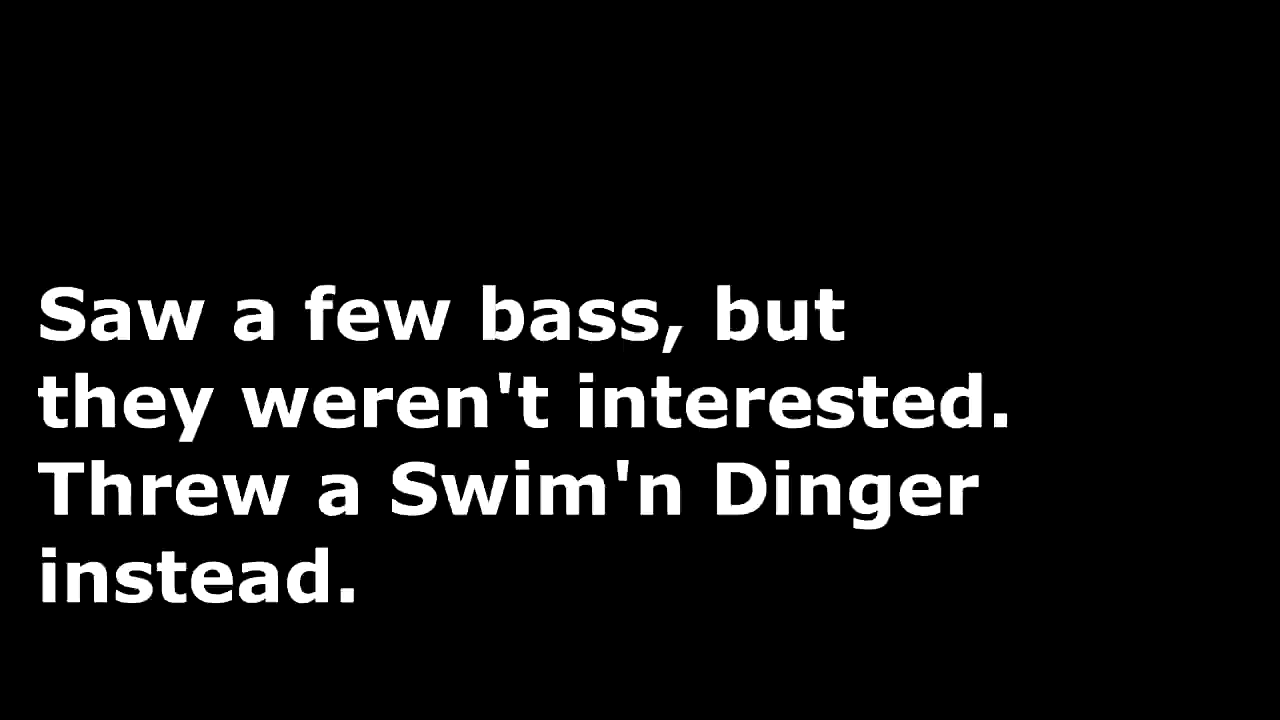 Saw a few bass, but
they weren't interested.
Threw a Swim'n Dinger
instead.